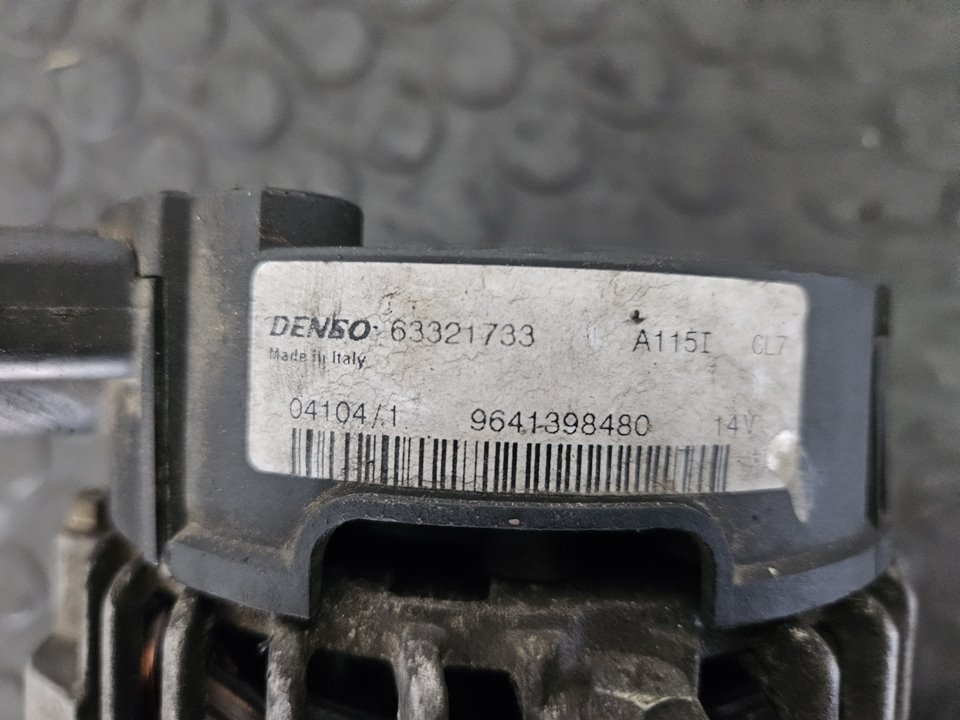 DENSO 63321733 A115I CL7
Made in Italy
04104/1 9641398480 14V